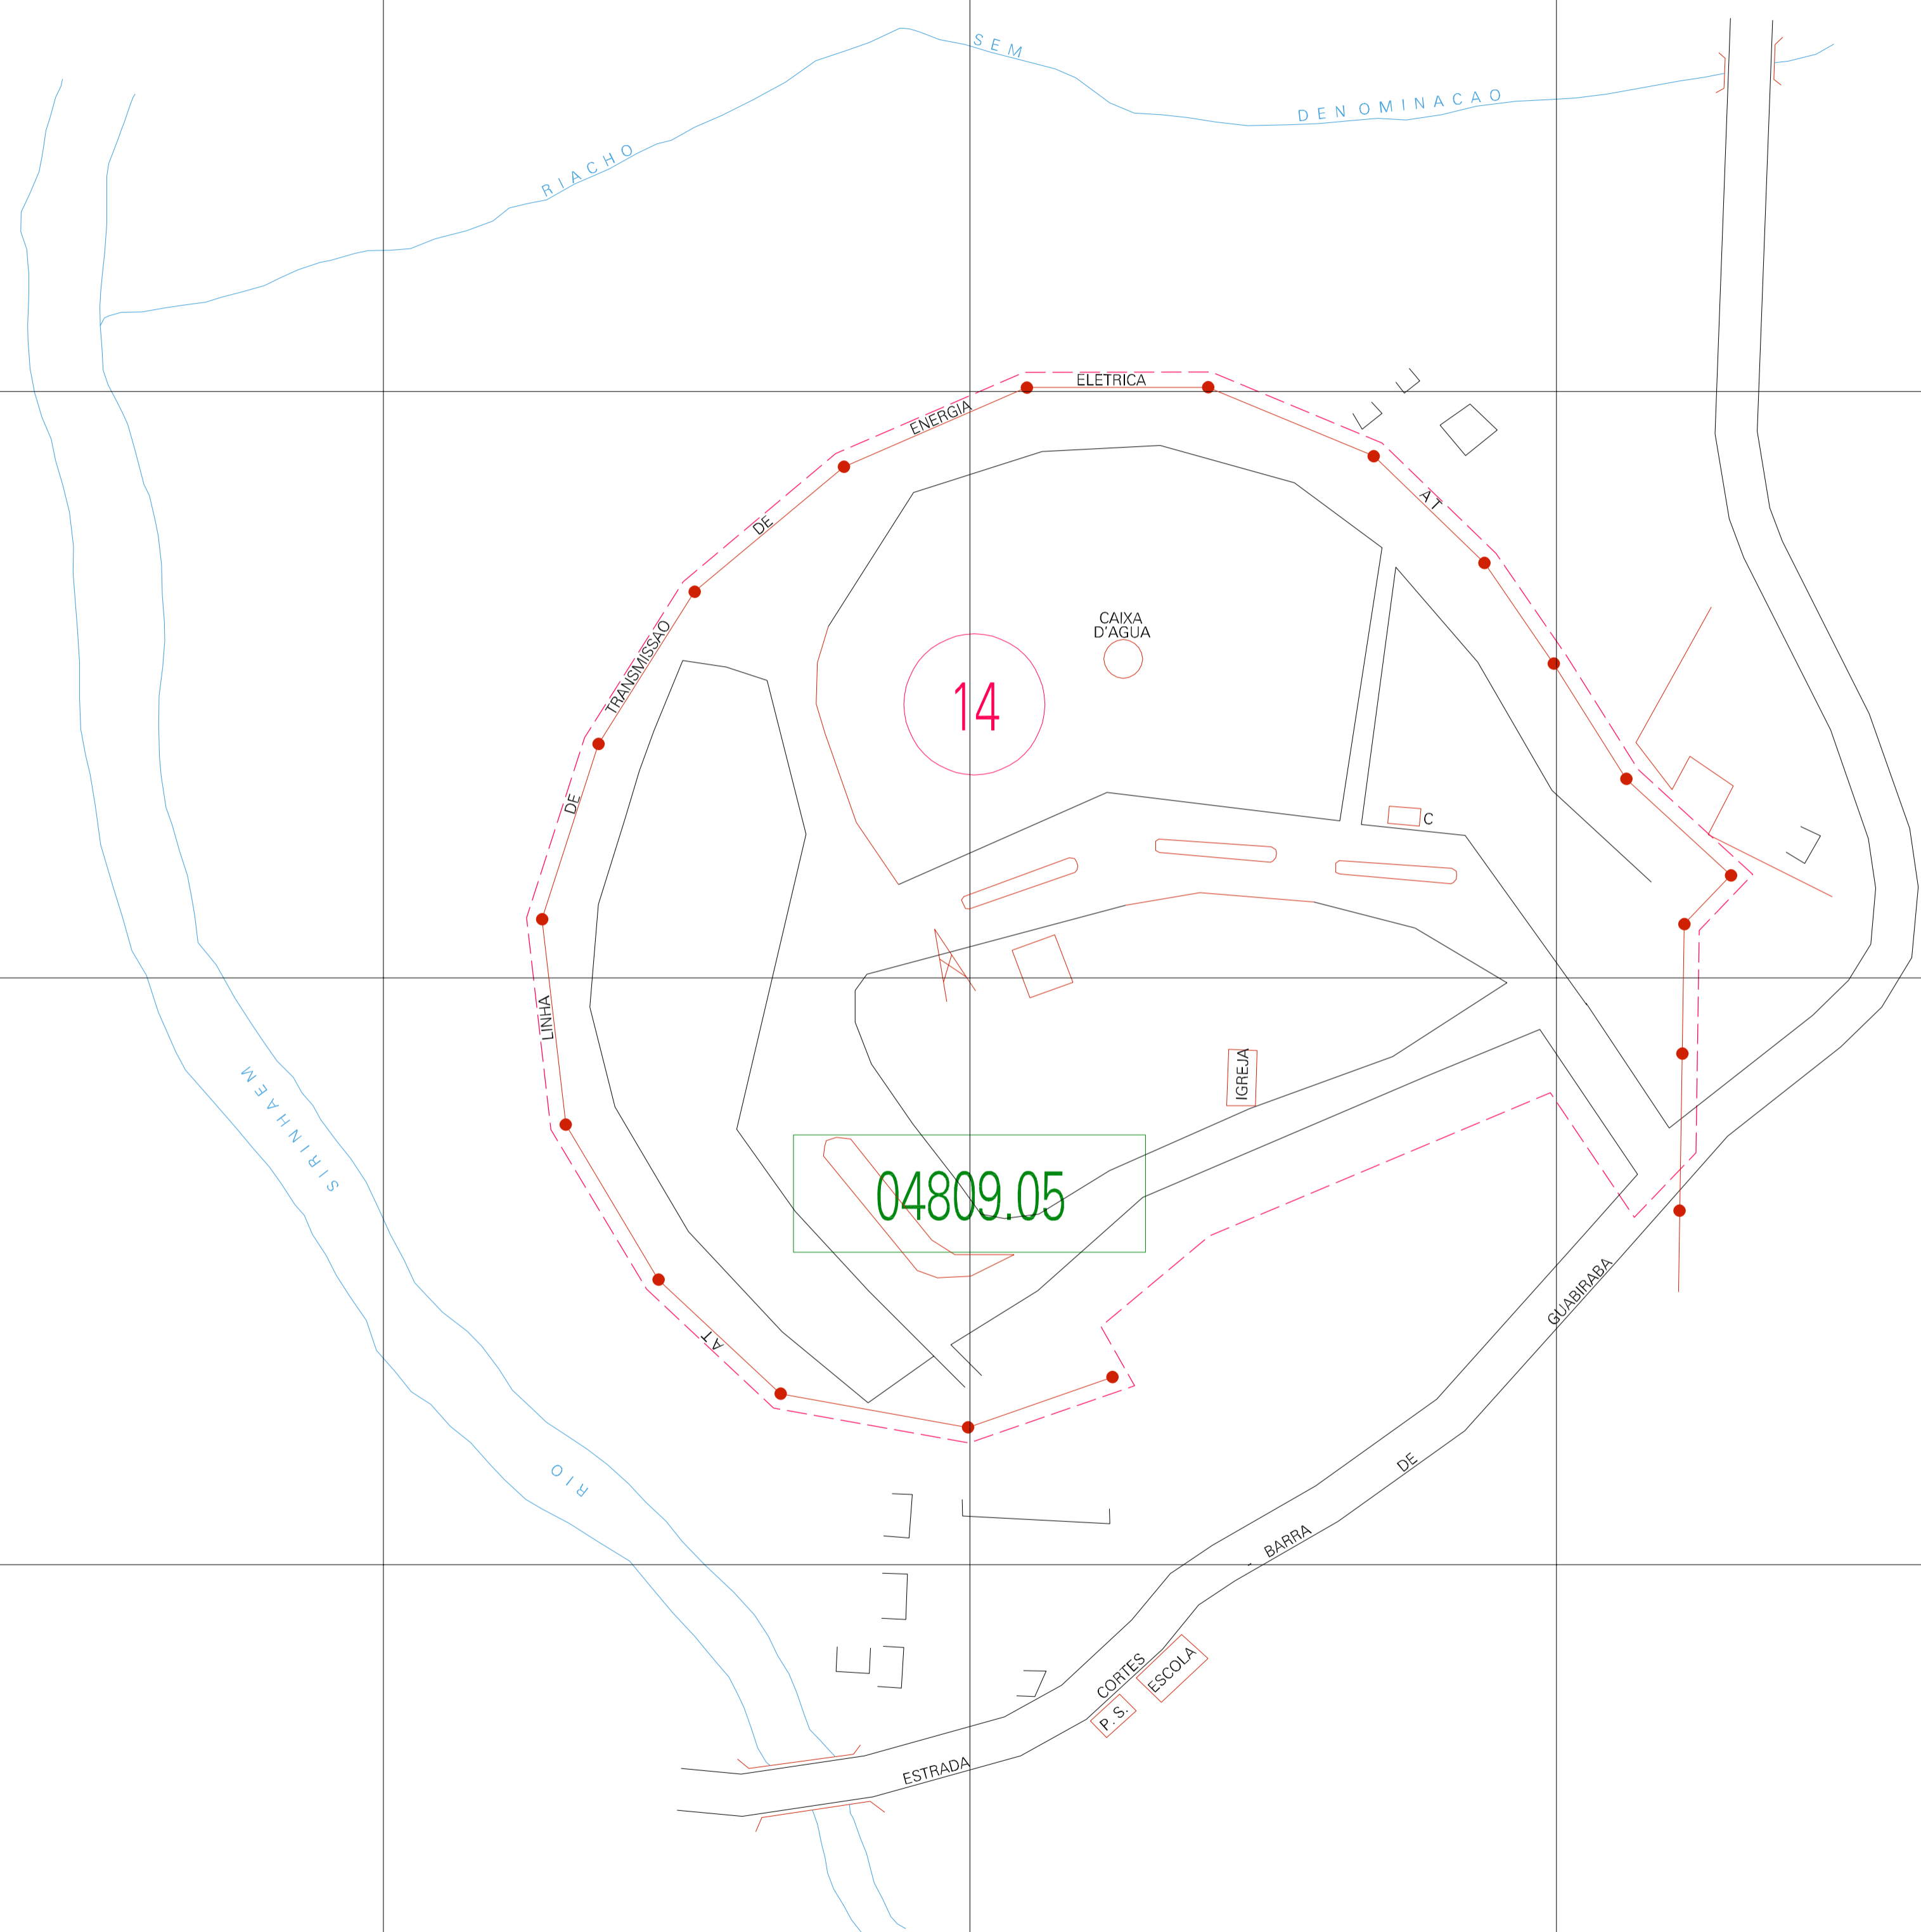 SEM
DENOMINACAO
RIACHO
ELETRICA
ENERGIA
AT
DE
CAIXA
D'AGUA
TRANSMISSAO
14
DE
C
LINHA
IGREJA
SIRINHAEM
04809.05
GUABIRABA
AT
DE
RIO
- BARRA
CORTES
ESCOLA
P. S.
ESTRADA